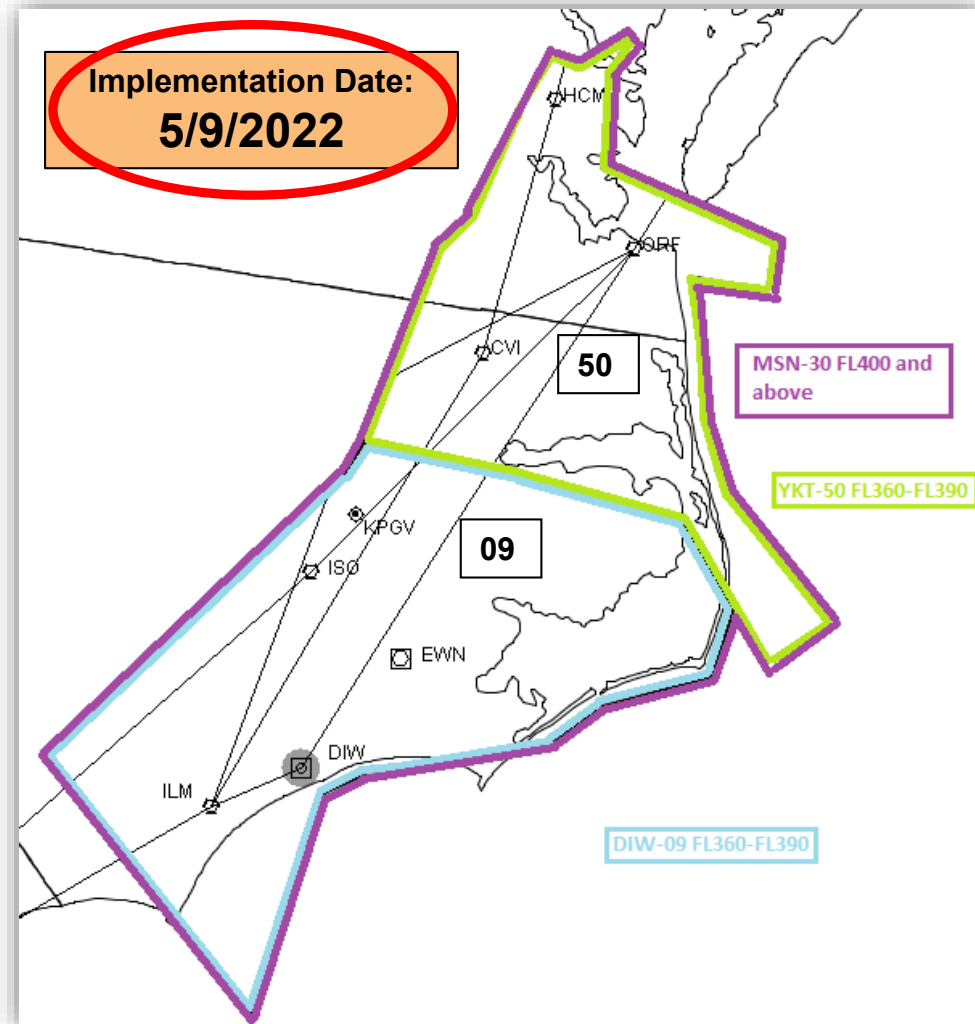 Implementation Date:
5/9/2022
HCM
ORF
CVI
50
MSN-30 FL400 and
above
YKT-50 FL360-FL390
KPGV
09
ISO
EWN
DIW
ILM
DIW-09 FL360-FL390